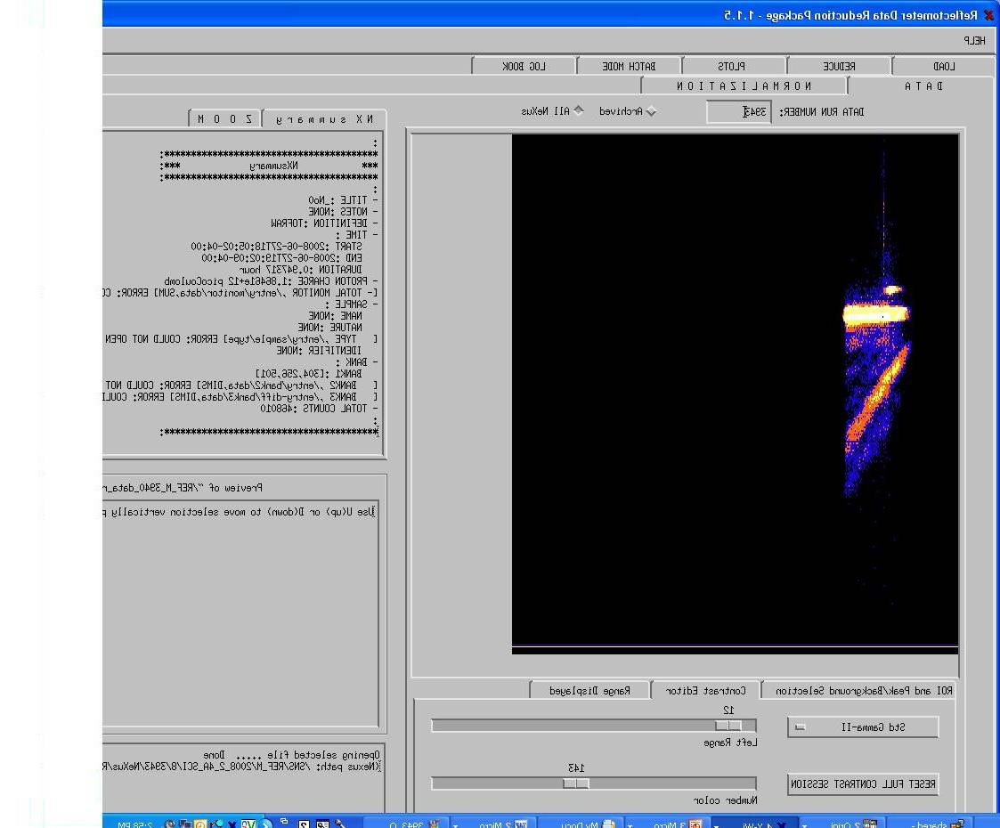 Reflectometer Data Reduction Package - 1.1.5
HELP
LOAD REDUCE PLOTS BATCH MODE LOG BOOK
D A T A N O R M A L I Z A T I O N
DATA RUN NUMBER: 3943 Archived All NeXus
N X s u m m a r y Z O O M
:
****************************************:
*** NXsummary ***:
****************************************:
:
- TITLE :_No0
- NOTES :NONE
- DEFINITION :TOFRAW
- TIME :
START :2008-06-27T18:05:02-04:00
END :2008-06-27T19:02:09-04:00
DURATION :0.947317 hour
- PROTON CHARGE :1.86461e+12 picoCoulomb
[- TOTAL MONITOR ,/entry/monitor/data,SUM] ERROR: CO
- SAMPLE :
NAME :NONE
NATURE :NONE
[ TYPE ,/entry/sample/type] ERROR: COULD NOT OPEN
IDENTIFIER :NONE
- BANK :
BANK1 :[304,256,501]
[ BANK2 ,/entry/bank2/data,DIMS] ERROR: COULD NOT
[ BANK3 ,/entry-diff/bank3/data,DIMS] ERROR: COUL
- TOTAL COUNTS :468010
:
****************************************:
Preview of ~/REF_M_3940_data_r
Use U(up) or D(down) to move selection vertically p
ROI and Peak/Background Selection Contrast Editor Range Displayed
Std Gamma-II
12
Left Range
RESET FULL CONTRAST SESSION
143
Number color
Opening selected file ..... Done
(Nexus path: /SNS/REF_M/2008_2_4A_SCI/8/3943/NeXus/R
shared - 2 Origi 4 X-Wi 3 Micro My Docu 2 Micro 3943_O 2:58 PM